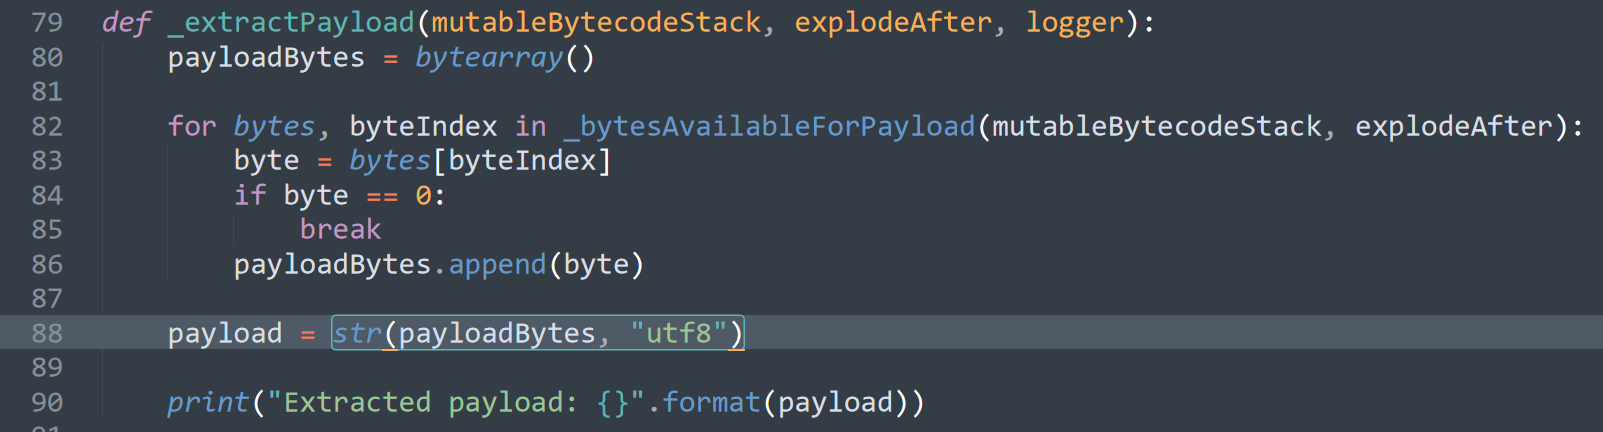 79 def _extractPayload(mutableBytecodeStack, explodeAfter, logger):
80     payloadBytes = bytearray()
81
82     for bytes, byteIndex in _bytesAvailableForPayload(mutableBytecodeStack, explodeAfter):
83         byte = bytes[byteIndex]
84         if byte == 0:
85             break
86         payloadBytes.append(byte)
87
88     payload = str(payloadBytes, "utf8")
89
90     print("Extracted payload: {}".format(payload))